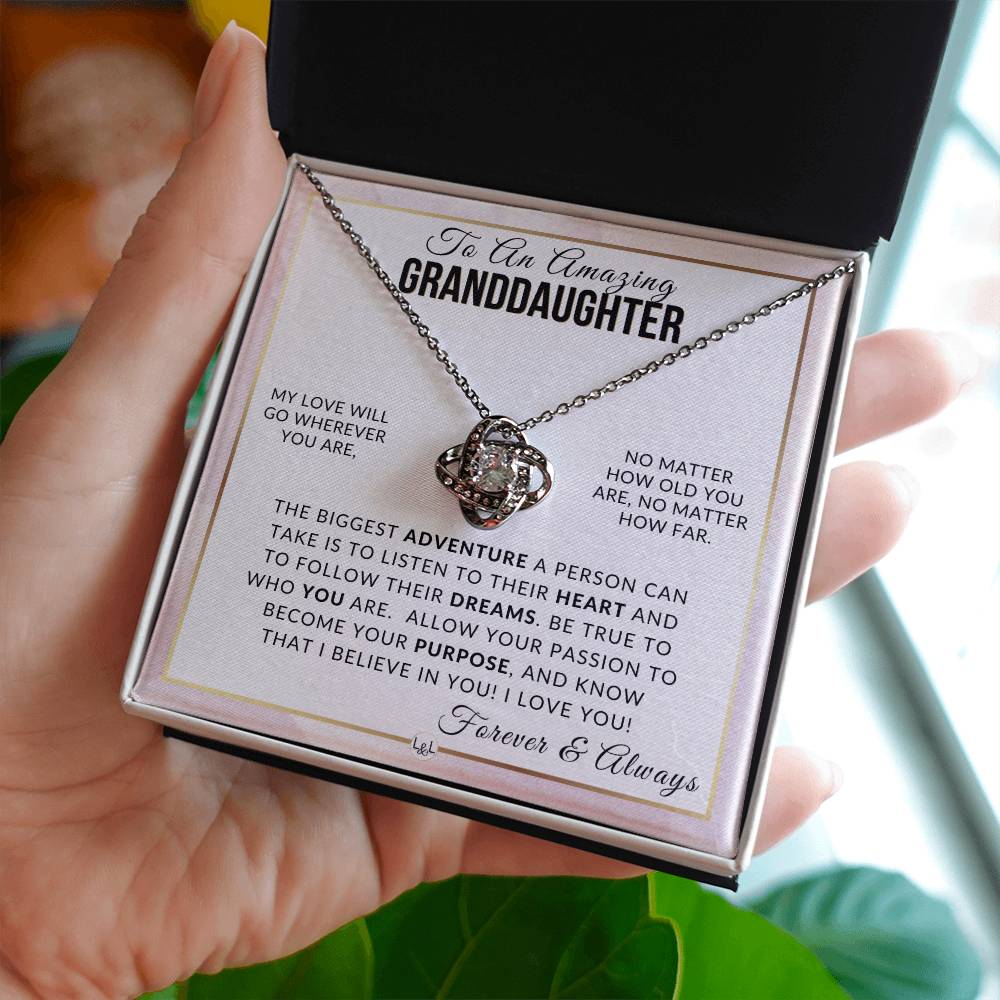 To An Amazing
GRANDDAUGHTER
MY LOVE WILL
GO WHEREVER
YOU ARE,
NO MATTER
HOW OLD YOU
ARE, NO MATTER
HOW FAR.
THE BIGGEST ADVENTURE A PERSON CAN
TAKE IS TO LISTEN TO THEIR HEART AND
TO FOLLOW THEIR DREAMS. BE TRUE TO
WHO YOU ARE. ALLOW YOUR PASSION TO
BECOME YOUR PURPOSE, AND KNOW
THAT I BELIEVE IN YOU! I LOVE YOU!
Forever & Always
L&L